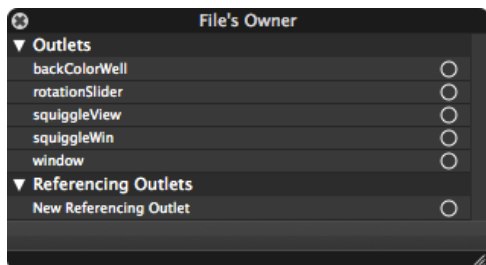 File's Owner
▼ Outlets
backColorWell
rotationSlider
squiggleView
squiggleWin
window
▼ Referencing Outlets
New Referencing Outlet